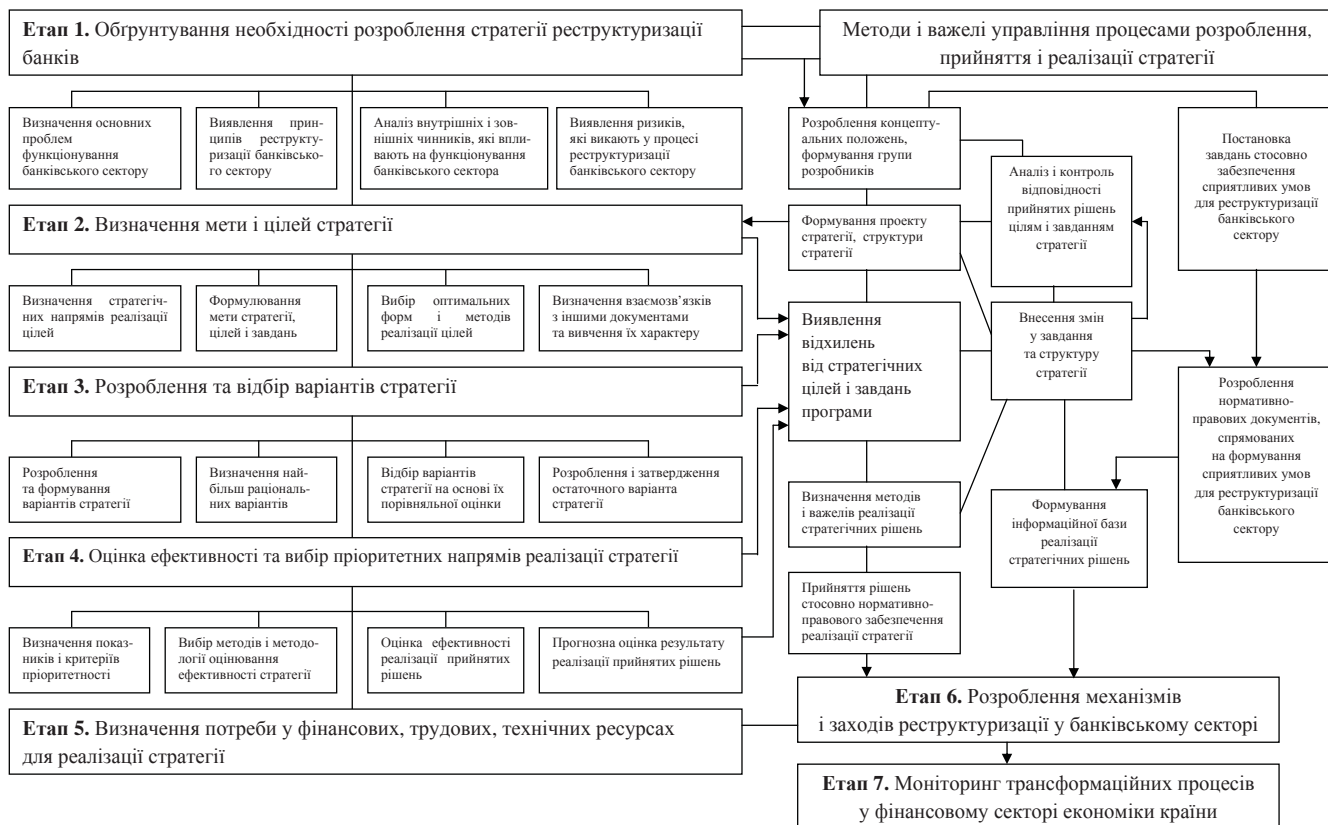 Етап 1. Обґрунтування необхідності розроблення стратегії реструктуризації
банків
Методи і важелі управління процесами розроблення,
прийняття і реалізації стратегії
Визначення основних
проблем
функціонування
банківського сектору
Виявлення прин-
ципів реструкту-
ризації банківсько-
го сектору
Аналіз внутрішніх і зов-
нішніх чинників, які впли-
вають на функціонування
банківського сектора
Виявлення ризиків,
які викають у процесі
реструктуризації
банківського сектору
Розроблення концепту-
альних положень,
формування групи
розробників
Аналіз і контроль
відповідності
прийнятих рішень
цілям і завданням
стратегії
Постановка
завдань стосовно
забезпечення
сприятливих умов
для реструктуризації
банківського
сектору
Етап 2. Визначення мети і цілей стратегії
Формування проекту
стратегії, структури
стратегії
Визначення стратегіч-
них напрямів реалізації
цілей
Формулювання
мети стратегії,
цілей і завдань
Вибір оптимальних
форм і методів
реалізації цілей
Визначення взаємозв’язків
з іншими документами
та вивчення їх характеру
Виявлення
відхилень
від стратегічних
цілей і завдань
програми
Внесення змін
у завдання
та структуру
стратегії
Етап 3. Розроблення та відбір варіантів стратегії
Розроблення
нормативно-
правових документів,
спрямованих
на формування
сприятливих умов
для реструктуризації
банківського
сектору
Розроблення
та формування
варіантів стратегії
Визначення най-
більш раціональ-
них варіантів
Відбір варіантів
стратегії на основі їх
порівняльної оцінки
Розроблення і затвердження
остаточного варіанта
стратегії
Визначення методів
і важелів реалізації
стратегічних рішень
Формування
інформаційної бази
реалізації
стратегічних рішень
Етап 4. Оцінка ефективності та вибір пріоритетних напрямів реалізації стратегії
Прийняття рішень
стосовно нормативно-
правового забезпечення
реалізації стратегії
Визначення показ-
ників і критеріїв
пріоритетності
Вибір методів і методо-
логії оцінювання
ефективності стратегії
Оцінка ефективності
реалізації прийнятих
рішень
Прогнозна оцінка результату
реалізації прийнятих рішень
Етап 5. Визначення потреби у фінансових, трудових, технічних ресурсах
для реалізації стратегії
Етап 6. Розроблення механізмів
і заходів реструктуризації у банківському секторі
Етап 7. Моніторинг трансформаційних процесів
у фінансовому секторі економіки країни